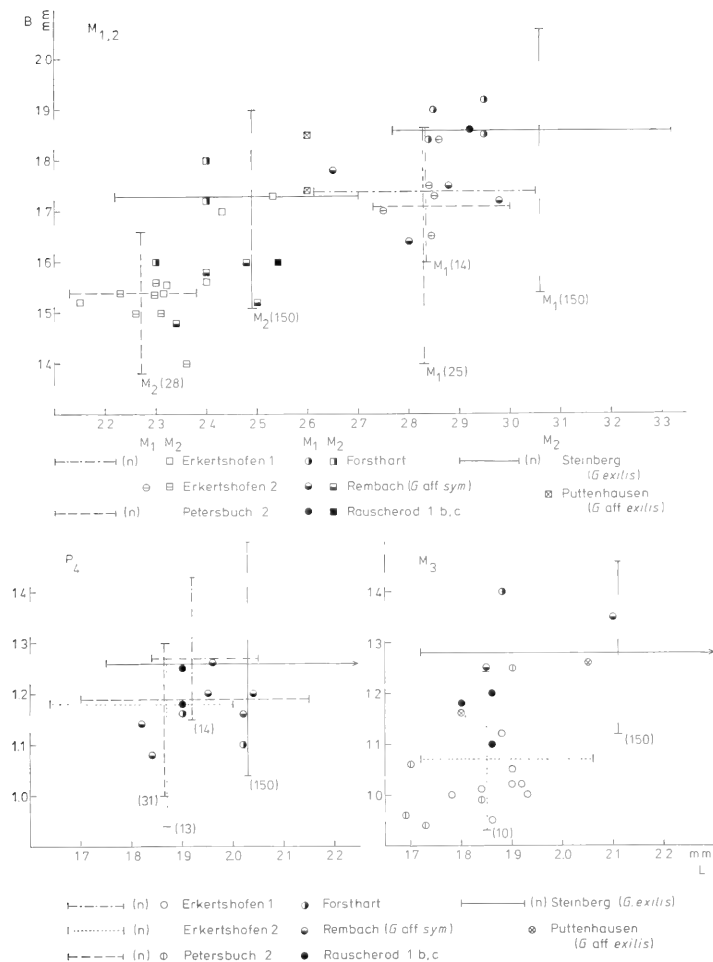 B mm M1,2
20
19
18
17
16
15
14
M2(28)
M2(150)
M1(25)
M1(14)
M1(150)
22 23 24 25 26 27 28 29 30 31 32 33
M1 M2 M1 M2 M2
(n) Erkertshofen 1 Forsthart (n) Steinberg
(G exilis)
Erkertshofen 2 Rembach (G aff sym) Puttenhausen
(G aff exilis)
(n) Petersbuch 2 Rauscherod 1 b,c
P4 M3
1.4 1.4
1.3 1.3
1.2 1.2
1.1 1.1
1.0 1.0
(14)
(31)
(150)
(13)
(150)
(10)
1.7 1.8 1.9 2.0 2.1 2.2 1.7 1.8 1.9 2.0 2.1 2.2 mm
L
(n) Erkertshofen 1 Forsthart (n) Steinberg (G. exilis)
(n) Erkertshofen 2 Rembach (G aff sym) Puttenhausen
(G aff exilis)
(n) Petersbuch 2 Rauscherod 1 b,c